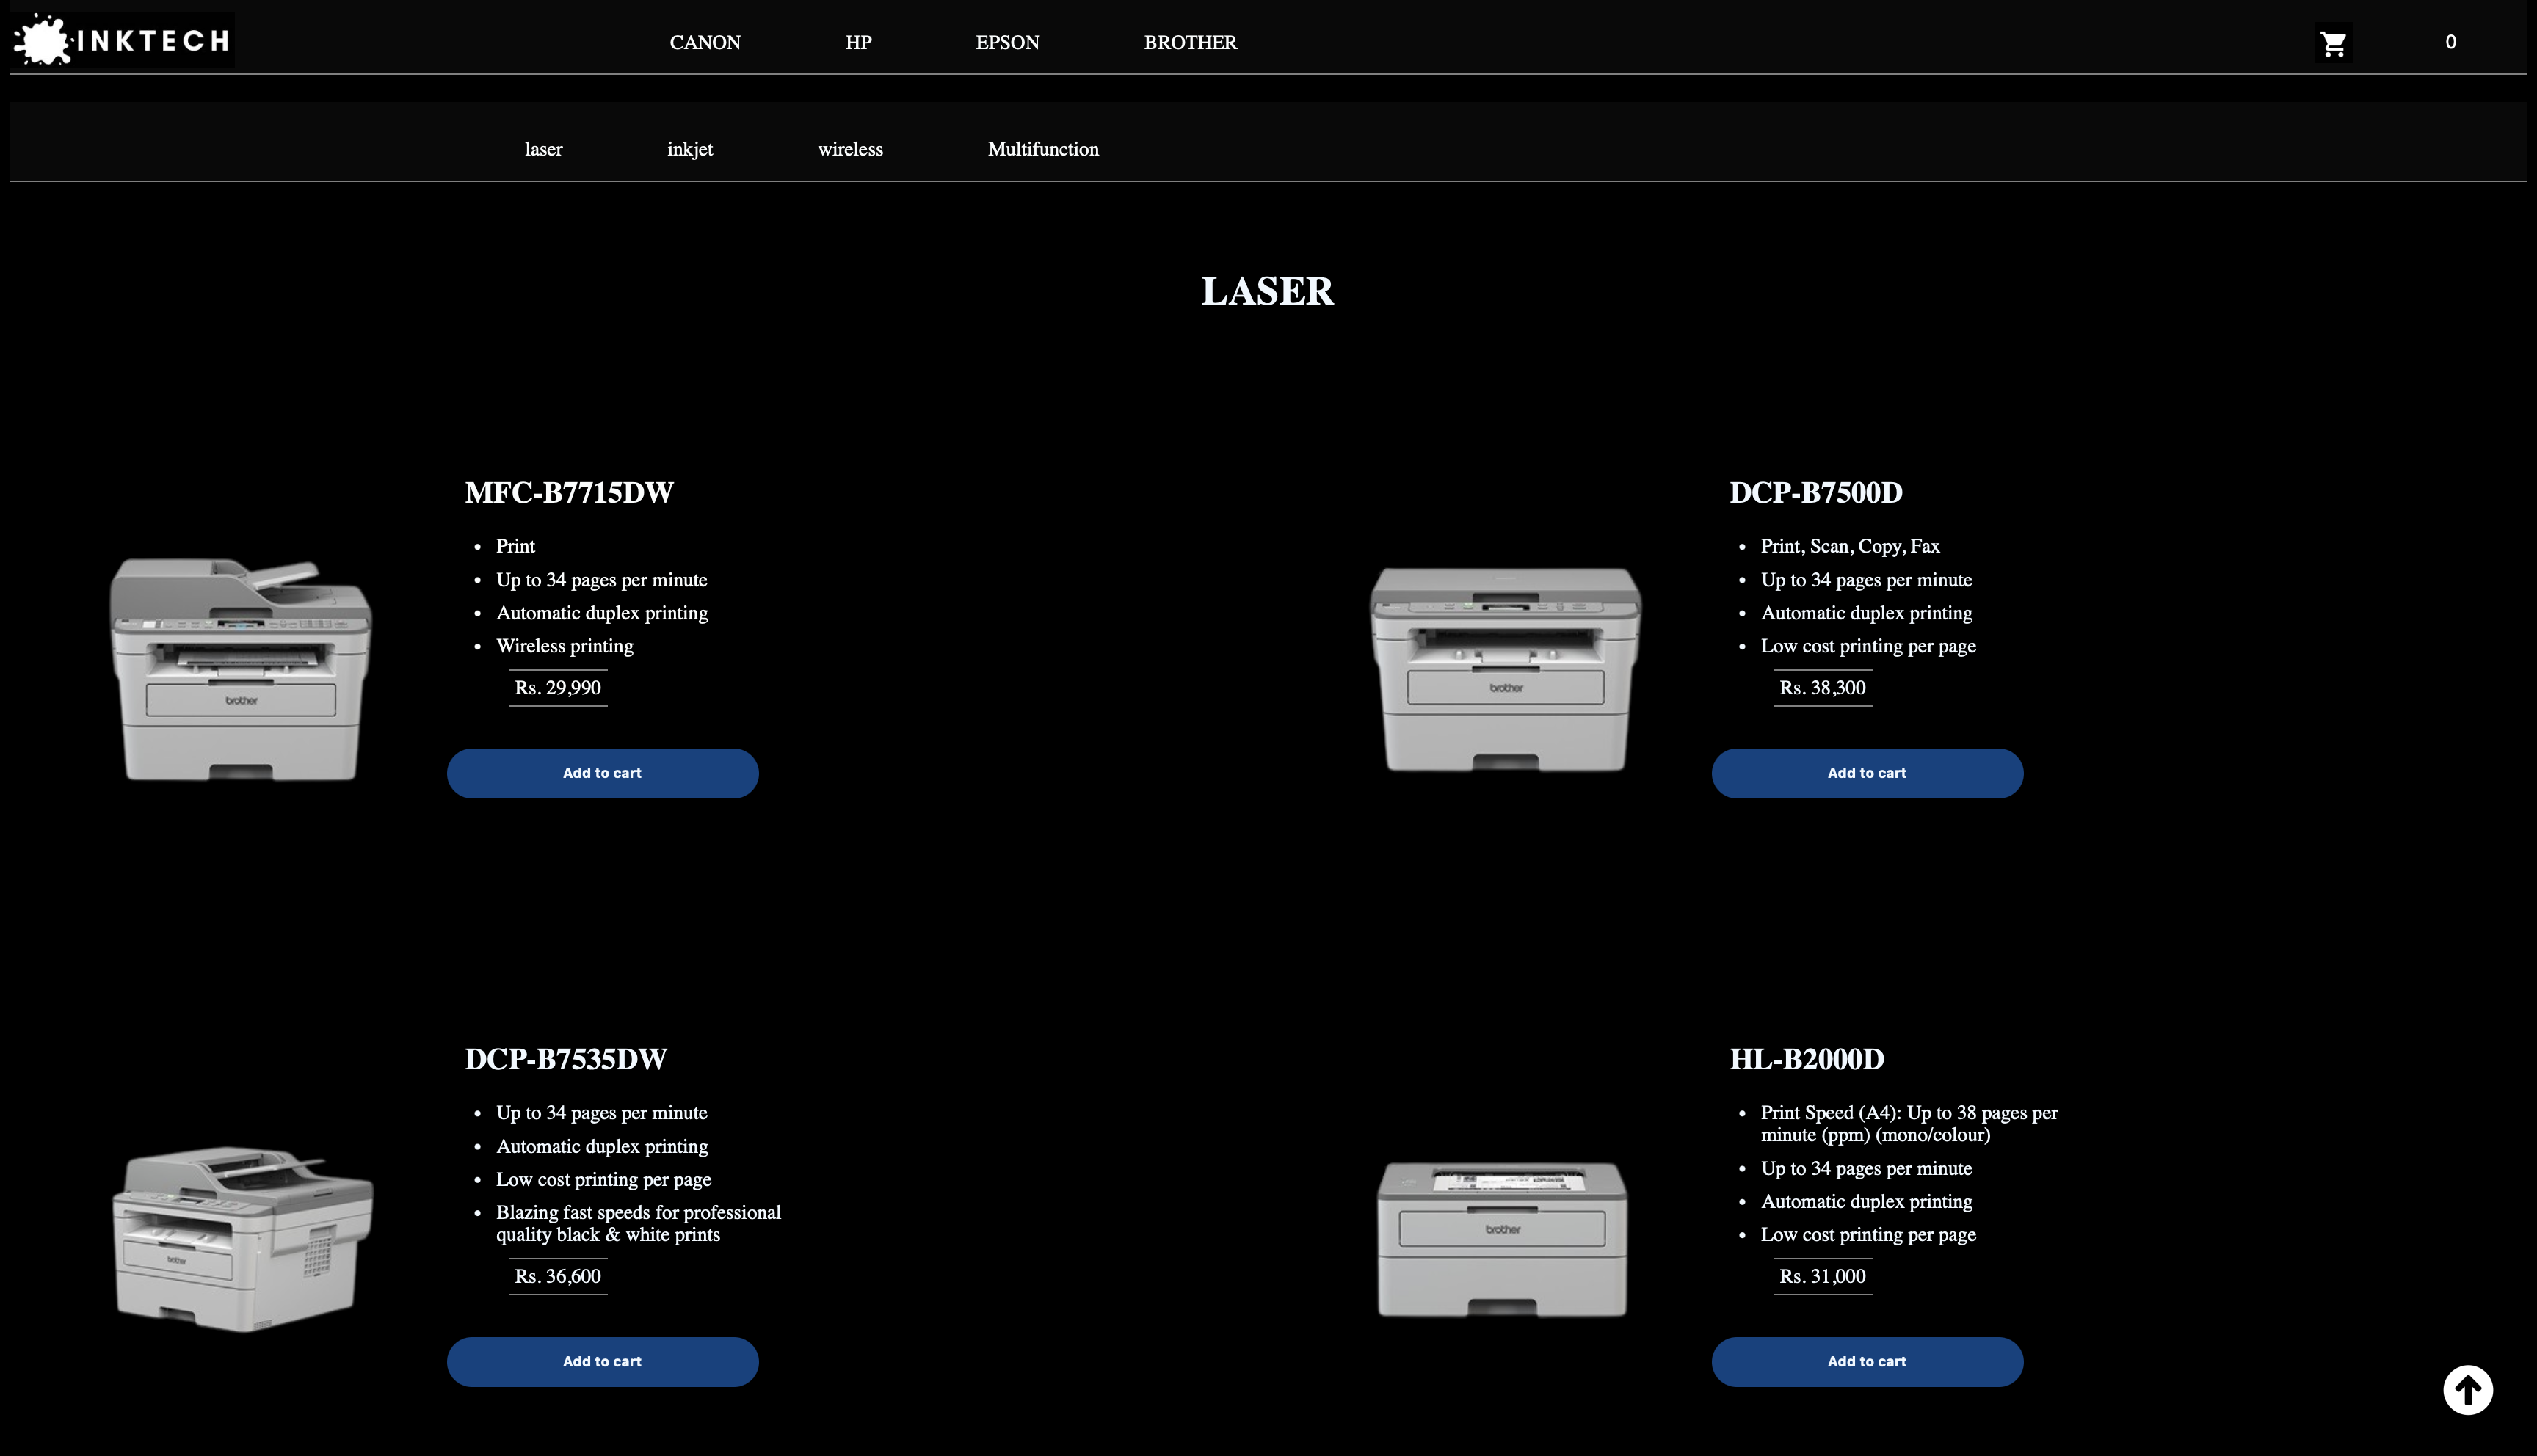 INKTECH
CANON HP EPSON BROTHER 0
laser inkjet wireless Multifunction
LASER
MFC-B7715DW
• Print
• Up to 34 pages per minute
• Automatic duplex printing
• Wireless printing
Rs. 29,990
Add to cart
brother
DCP-B7500D
• Print, Scan, Copy, Fax
• Up to 34 pages per minute
• Automatic duplex printing
• Low cost printing per page
Rs. 38,300
Add to cart
brother
DCP-B7535DW
• Up to 34 pages per minute
• Automatic duplex printing
• Low cost printing per page
• Blazing fast speeds for professional
quality black & white prints
Rs. 36,600
Add to cart
brother
HL-B2000D
• Print Speed (A4): Up to 38 pages per
minute (ppm) (mono/colour)
• Up to 34 pages per minute
• Automatic duplex printing
• Low cost printing per page
Rs. 31,000
Add to cart
brother